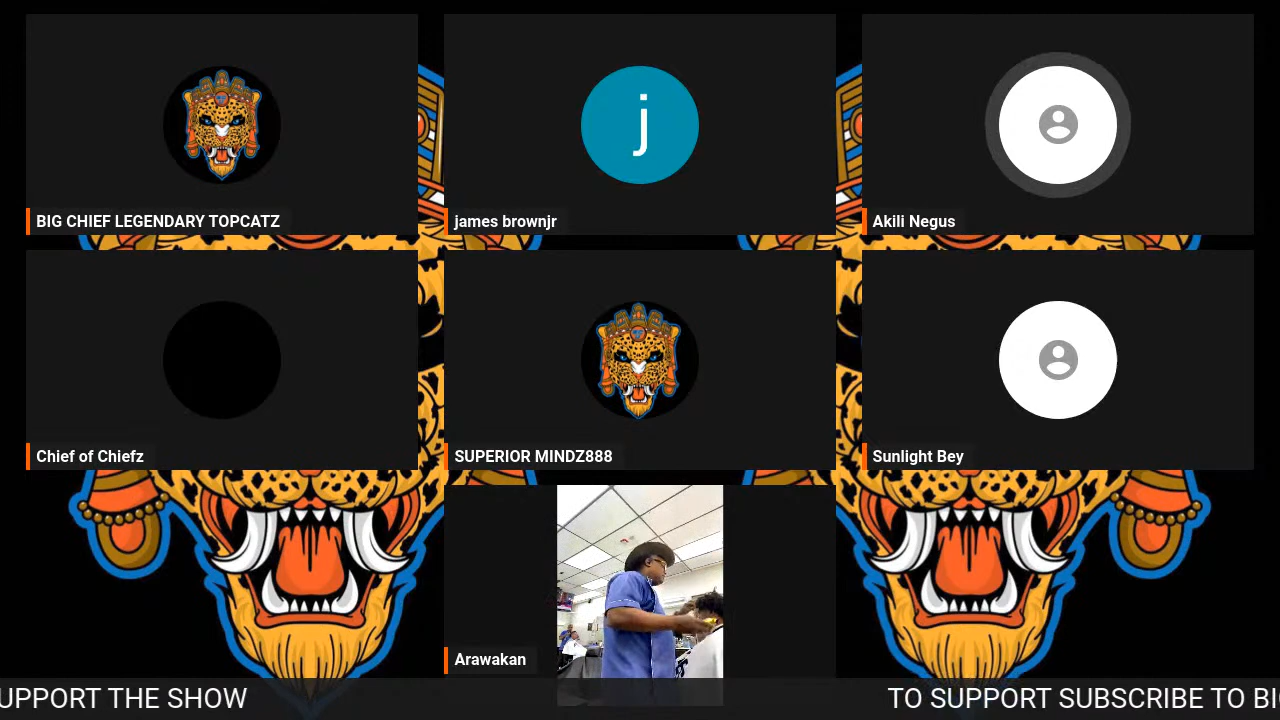 j
BIG CHIEF LEGENDARY TOPCATZ
james brownjr
Akili Negus
Chief of Chiefz
SUPERIOR MINDZ888
Sunlight Bey
Arawakan
UPPORT THE SHOW
TO SUPPORT SUBSCRIBE TO BI